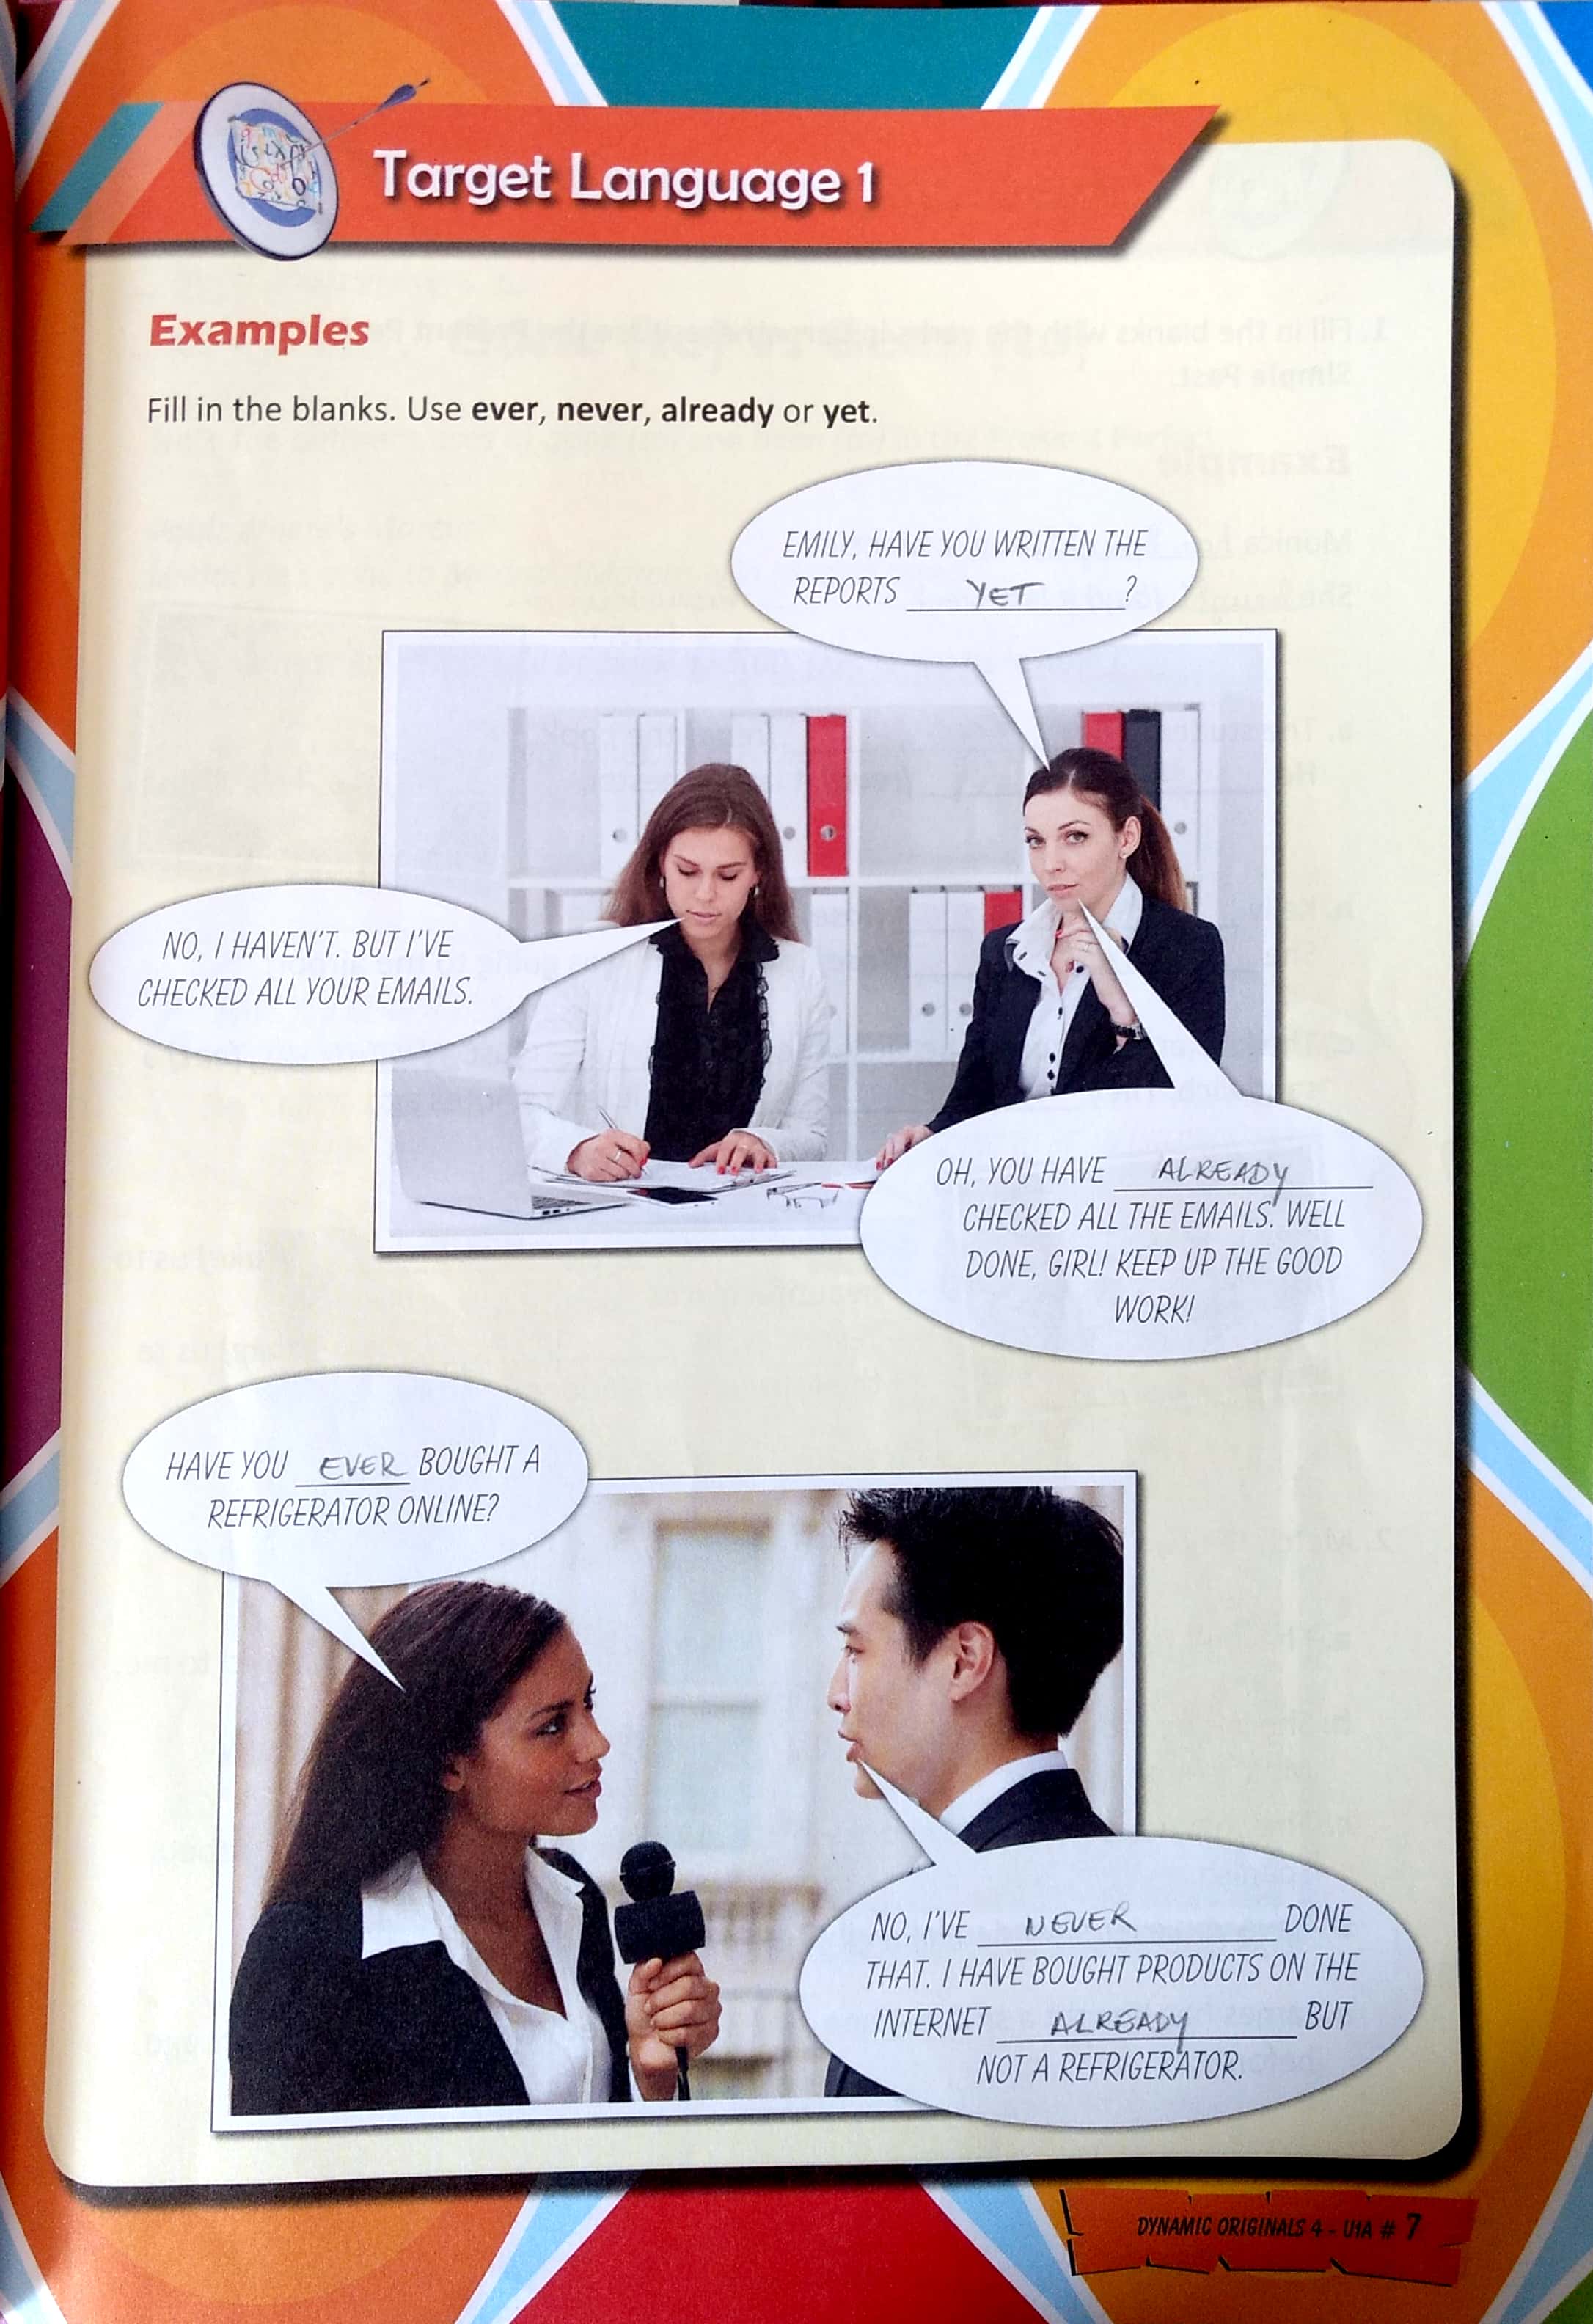 Target Language 1
Examples
Fill in the blanks. Use ever, never, already or yet.
EMILY, HAVE YOU WRITTEN THE
REPORTS YET ?
NO, I HAVEN'T. BUT I'VE
CHECKED ALL YOUR EMAILS.
OH, YOU HAVE ALREADY
CHECKED ALL THE EMAILS. WELL
DONE, GIRL! KEEP UP THE GOOD
WORK!
HAVE YOU EVER BOUGHT A
REFRIGERATOR ONLINE?
NO, I'VE NEVER DONE
THAT. I HAVE BOUGHT PRODUCTS ON THE
INTERNET ALREADY BUT
NOT A REFRIGERATOR.
DYNAMIC ORIGINALS 4 - U1A # 7